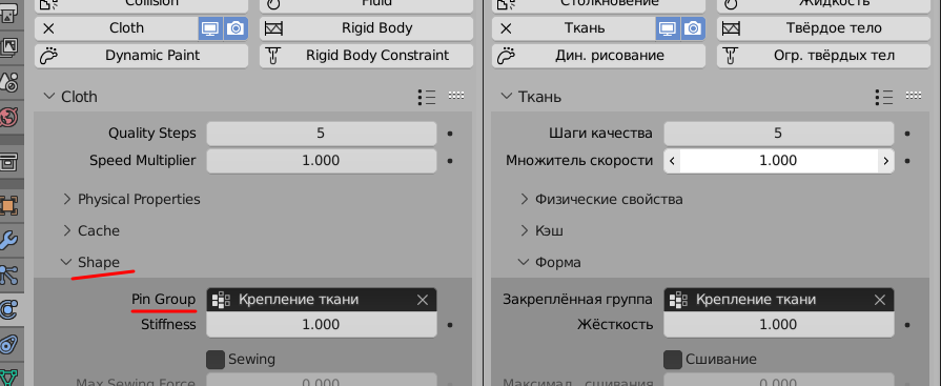 Collision
Fluid
Cloth
Rigid Body
Dynamic Paint
Rigid Body Constraint
Cloth
Quality Steps
5
Speed Multiplier
1.000
Physical Properties
Cache
Shape
Pin Group
Крепление ткани
Stiffness
1.000
Sewing
Max Sewing Force
0.000
Столкновение
Жидкость
Ткань
Твёрдое тело
Дин. рисование
Огр. твёрдых тел
Ткань
Шаги качества
5
Множитель скорости
1.000
Физические свойства
Кэш
Форма
Закреплённая группа
Крепление ткани
Жёсткость
1.000
Сшивание
Максимал.. сшивания
0.000